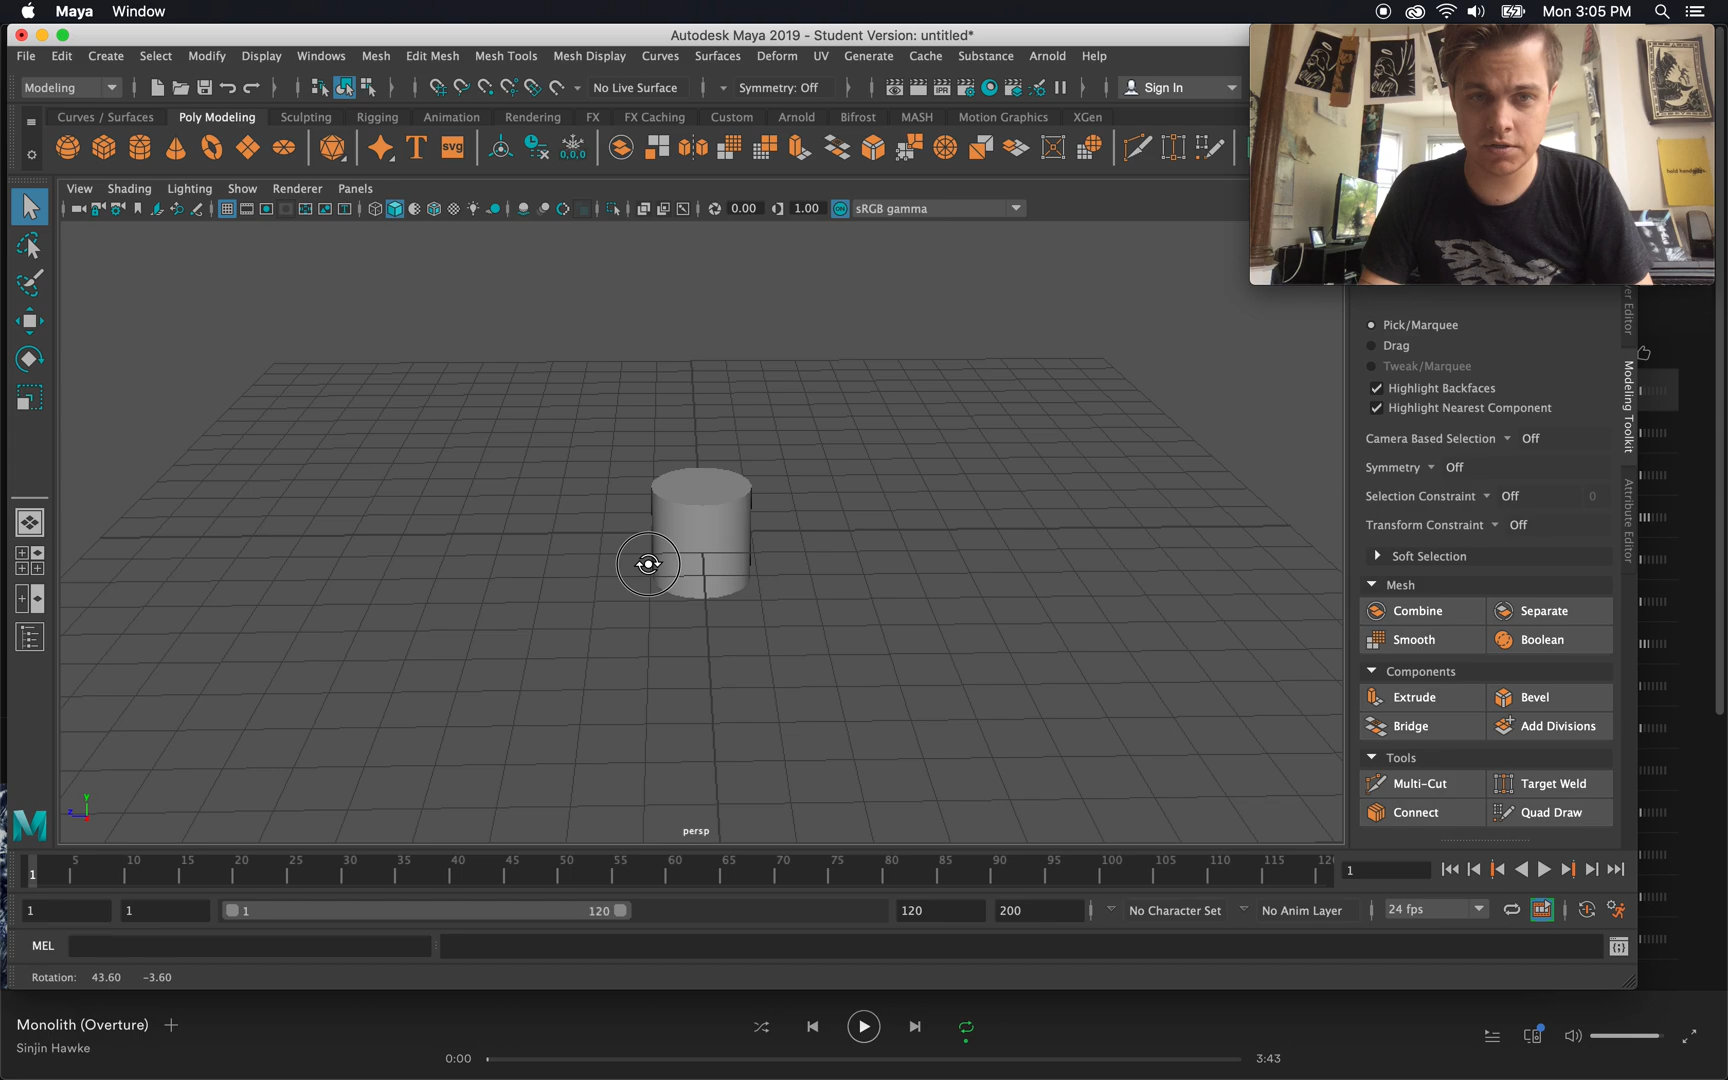 Maya Window Mon 3:05 PM
Autodesk Maya 2019 - Student Version: untitled*
File Edit Create Select Modify Display Windows Mesh Edit Mesh Mesh Tools Mesh Display Curves Surfaces Deform UV Generate Cache Substance Arnold Help
Modeling No Live Surface Symmetry: Off Sign In
Curves / Surfaces Poly Modeling Sculpting Rigging Animation Rendering FX FX Caching Custom Arnold Bifrost MASH Motion Graphics XGen
View Shading Lighting Show Renderer Panels
0.00 1.00 ON sRGB gamma
Pick/Marquee
Drag
Tweak/Marquee
Highlight Backfaces
Highlight Nearest Component
Camera Based Selection Off
Symmetry Off
Selection Constraint Off 0
Transform Constraint Off
Soft Selection
Mesh
Combine Separate
Smooth Boolean
Components
Extrude Bevel
Bridge Add Divisions
Tools
Multi-Cut Target Weld
Connect Quad Draw
Modeling Toolkit
Attribute Editor
persp
1 5 10 15 20 25 30 35 40 45 50 55 60 65 70 75 80 85 90 95 100 105 110 115 1
1 1 1 120 120 200 No Character Set No Anim Layer 24 fps
MEL
Rotation: 43.60 -3.60
Monolith (Overture)
Sinjin Hawke
0:00 3:43